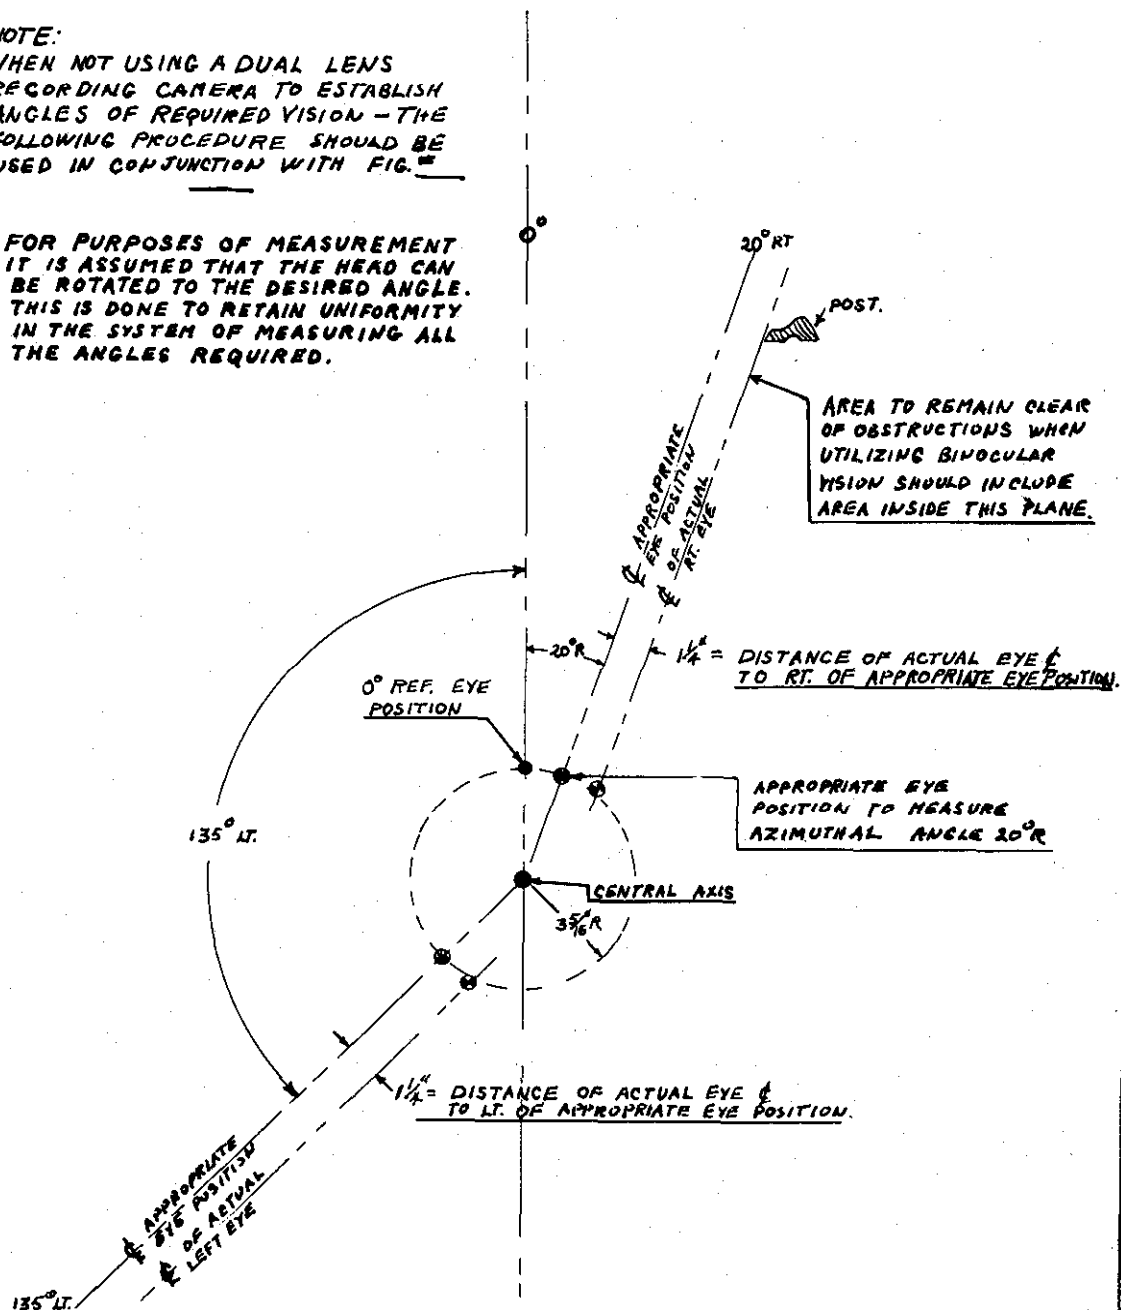 NOTE:
WHEN NOT USING A DUAL LENS
RECORDING CAMERA TO ESTABLISH
ANGLES OF REQUIRED VISION – THE
FOLLOWING PROCEDURE SHOULD BE
USED IN CONJUNCTION WITH FIG.
FOR PURPOSES OF MEASUREMENT
IT IS ASSUMED THAT THE HEAD CAN
BE ROTATED TO THE DESIRED ANGLE.
THIS IS DONE TO RETAIN UNIFORMITY
IN THE SYSTEM OF MEASURING ALL
THE ANGLES REQUIRED.
0°
20° RT
POST.
AREA TO REMAIN CLEAR
OF OBSTRUCTIONS WHEN
UTILIZING BINOCULAR
VISION SHOULD INCLUDE
AREA INSIDE THIS PLANE.
℄ APPROPRIATE
EYE POSITION
℄ OF ACTUAL
RT. EYE
20°R
1 1/4" = DISTANCE OF ACTUAL EYE ℄
TO RT. OF APPROPRIATE EYE POSITION.
0° REF. EYE
POSITION
APPROPRIATE EYE
POSITION TO MEASURE
AZIMUTHAL ANGLE 20°R
135° LT.
CENTRAL AXIS
3 5/16" R
1 1/4" = DISTANCE OF ACTUAL EYE ℄
TO LT. OF APPROPRIATE EYE POSITION.
℄ APPROPRIATE
EYE POSITION
℄ OF ACTUAL
LEFT EYE
135° LT.